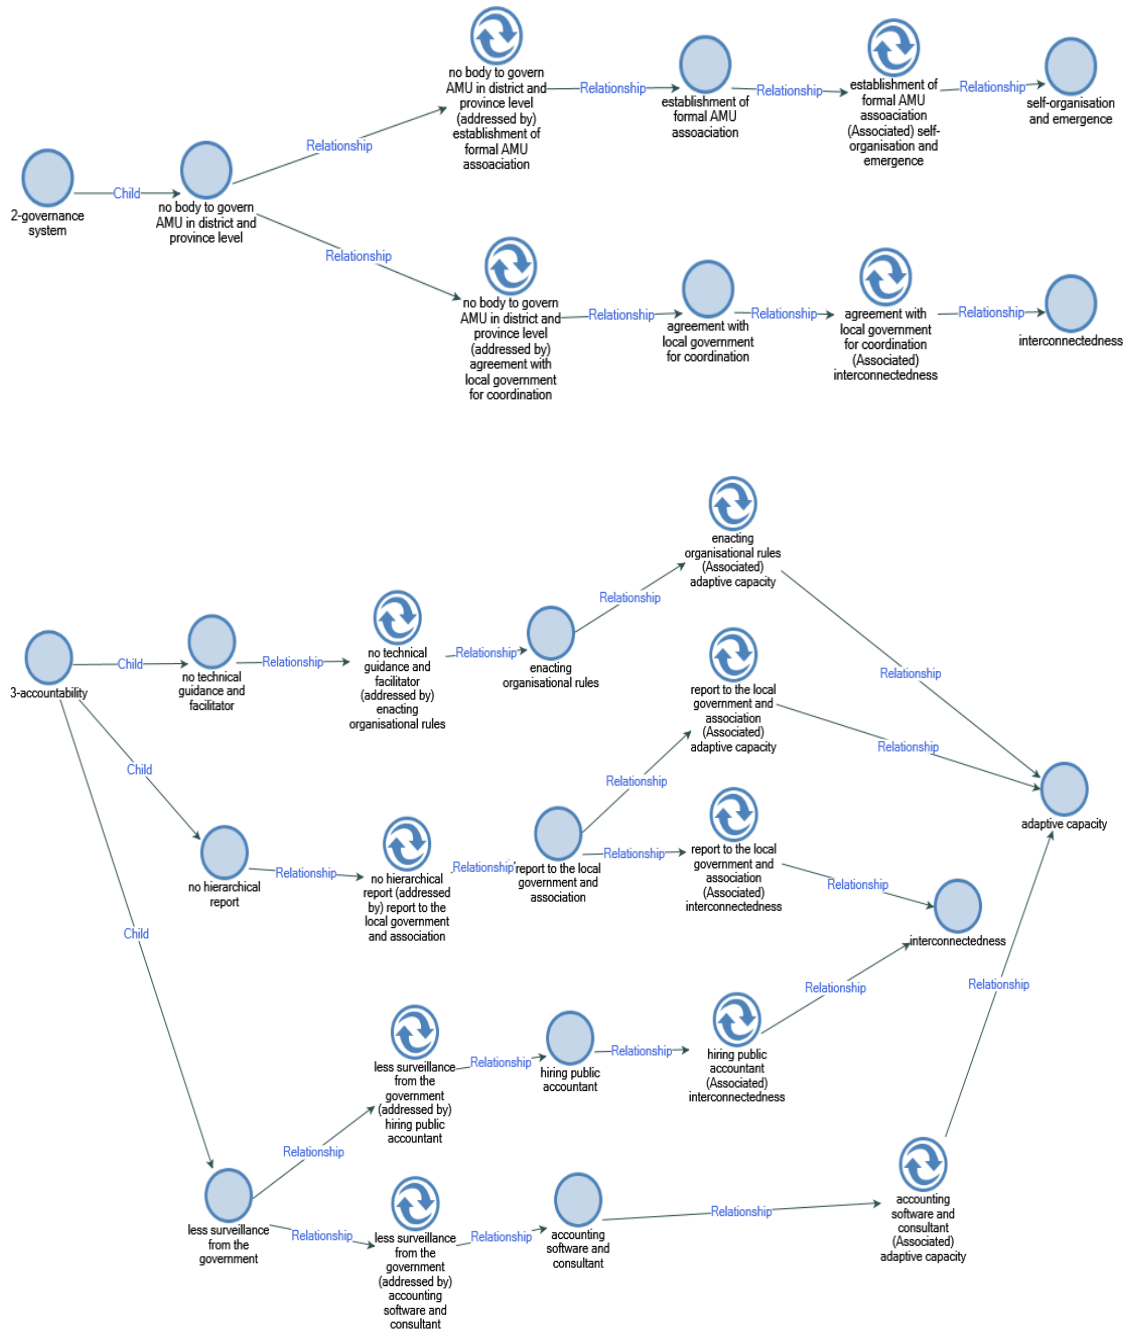 no body to govern
AMU in district and
province level
(addressed by)
establishment of
formal AMU
assoaciation
Relationship
establishment of
formal AMU
assoaciation
Relationship
establishment of
formal AMU
assoaciation
(Associated) self-
organisation and
emergence
Relationship
self-organisation
and emergence
Relationship
2-governance
system
Child
no body to govern
AMU in district and
province level
Relationship
no body to govern
AMU in district and
province level
(addressed by)
agreement with
local government
for coordination
Relationship
agreement with
local government
for coordination
Relationship
agreement with
local government
for coordination
(Associated)
interconnectedness
Relationship
interconnectedness
enacting
organisational rules
(Associated)
adaptive capacity
Relationship
Relationship
3-accountability
Child
no technical
guidance and
facilitator
Relationship
no technical
guidance and
facilitator
(addressed by)
enacting
organisational rules
Relationship
enacting
organisational rules
report to the local
government and
association
(Associated)
adaptive capacity
Relationship
Relationship
adaptive capacity
Child
no hierarchical
report
Relationship
no hierarchical
report (addressed
by) report to the
local government
and association
Relationship
report to the local
government and
association
Relationship
report to the local
government and
association
(Associated)
interconnectedness
Relationship
interconnectedness
Child
less surveillance
from the
government
(addressed by)
hiring public
accountant
Relationship
hiring public
accountant
Relationship
hiring public
accountant
(Associated)
interconnectedness
Relationship
Relationship
Relationship
less surveillance
from the
government
Relationship
less surveillance
from the
government
(addressed by)
accounting
software and
consultant
Relationship
accounting
software and
consultant
Relationship
accounting
software and
consultant
(Associated)
adaptive capacity